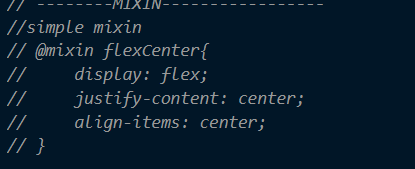 // --------MIXIN-----------------
//simple mixin
// @mixin flexCenter{
//     display: flex;
//     justify-content: center;
//     align-items: center;
// }